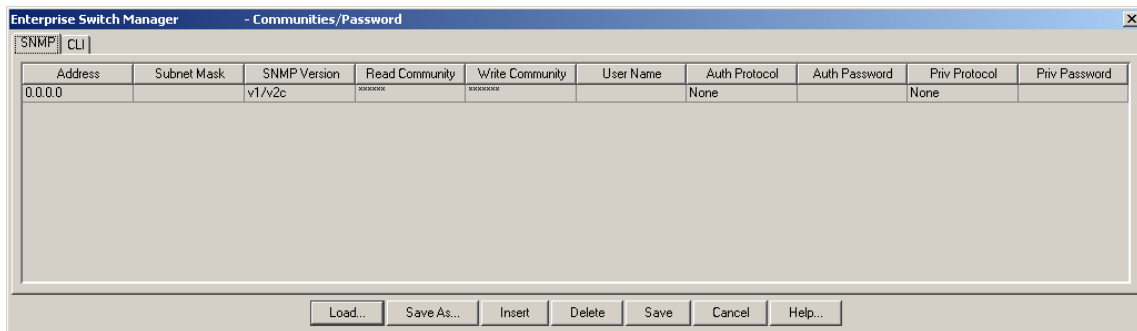 Enterprise Switch Manager - Communities/Password
SNMP CLI
Address Subnet Mask SNMP Version Read Community Write Community User Name Auth Protocol Auth Password Priv Protocol Priv Password
0.0.0.0 v1/v2c ****** ******* None None
Load... Save As... Insert Delete Save Cancel Help...